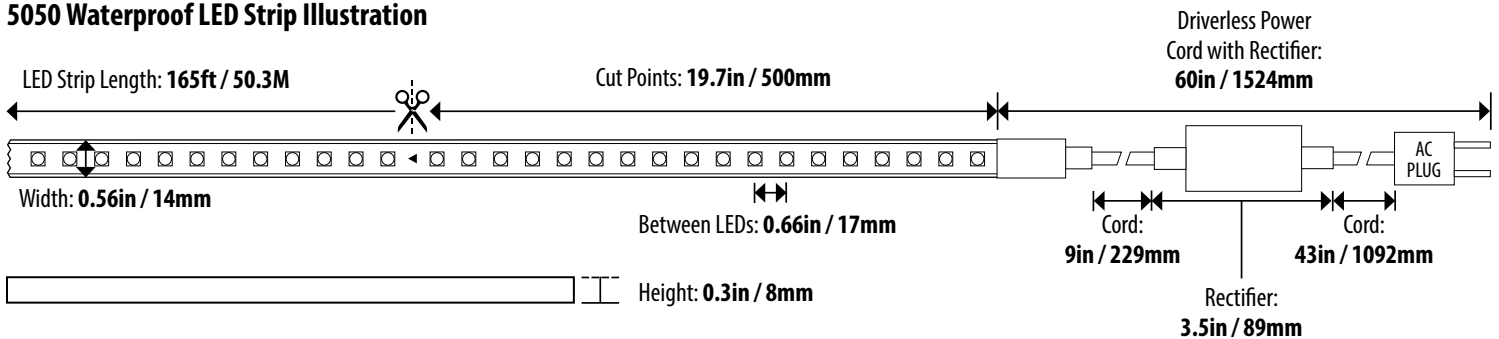 5050 Waterproof LED Strip Illustration
LED Strip Length: 165ft / 50.3M
Cut Points: 19.7in / 500mm
Driverless Power
Cord with Rectifier:
60in / 1524mm
AC
PLUG
Width: 0.56in / 14mm
Between LEDs: 0.66in / 17mm
Cord:
9in / 229mm
Cord:
43in / 1092mm
Height: 0.3in / 8mm
Rectifier:
3.5in / 89mm